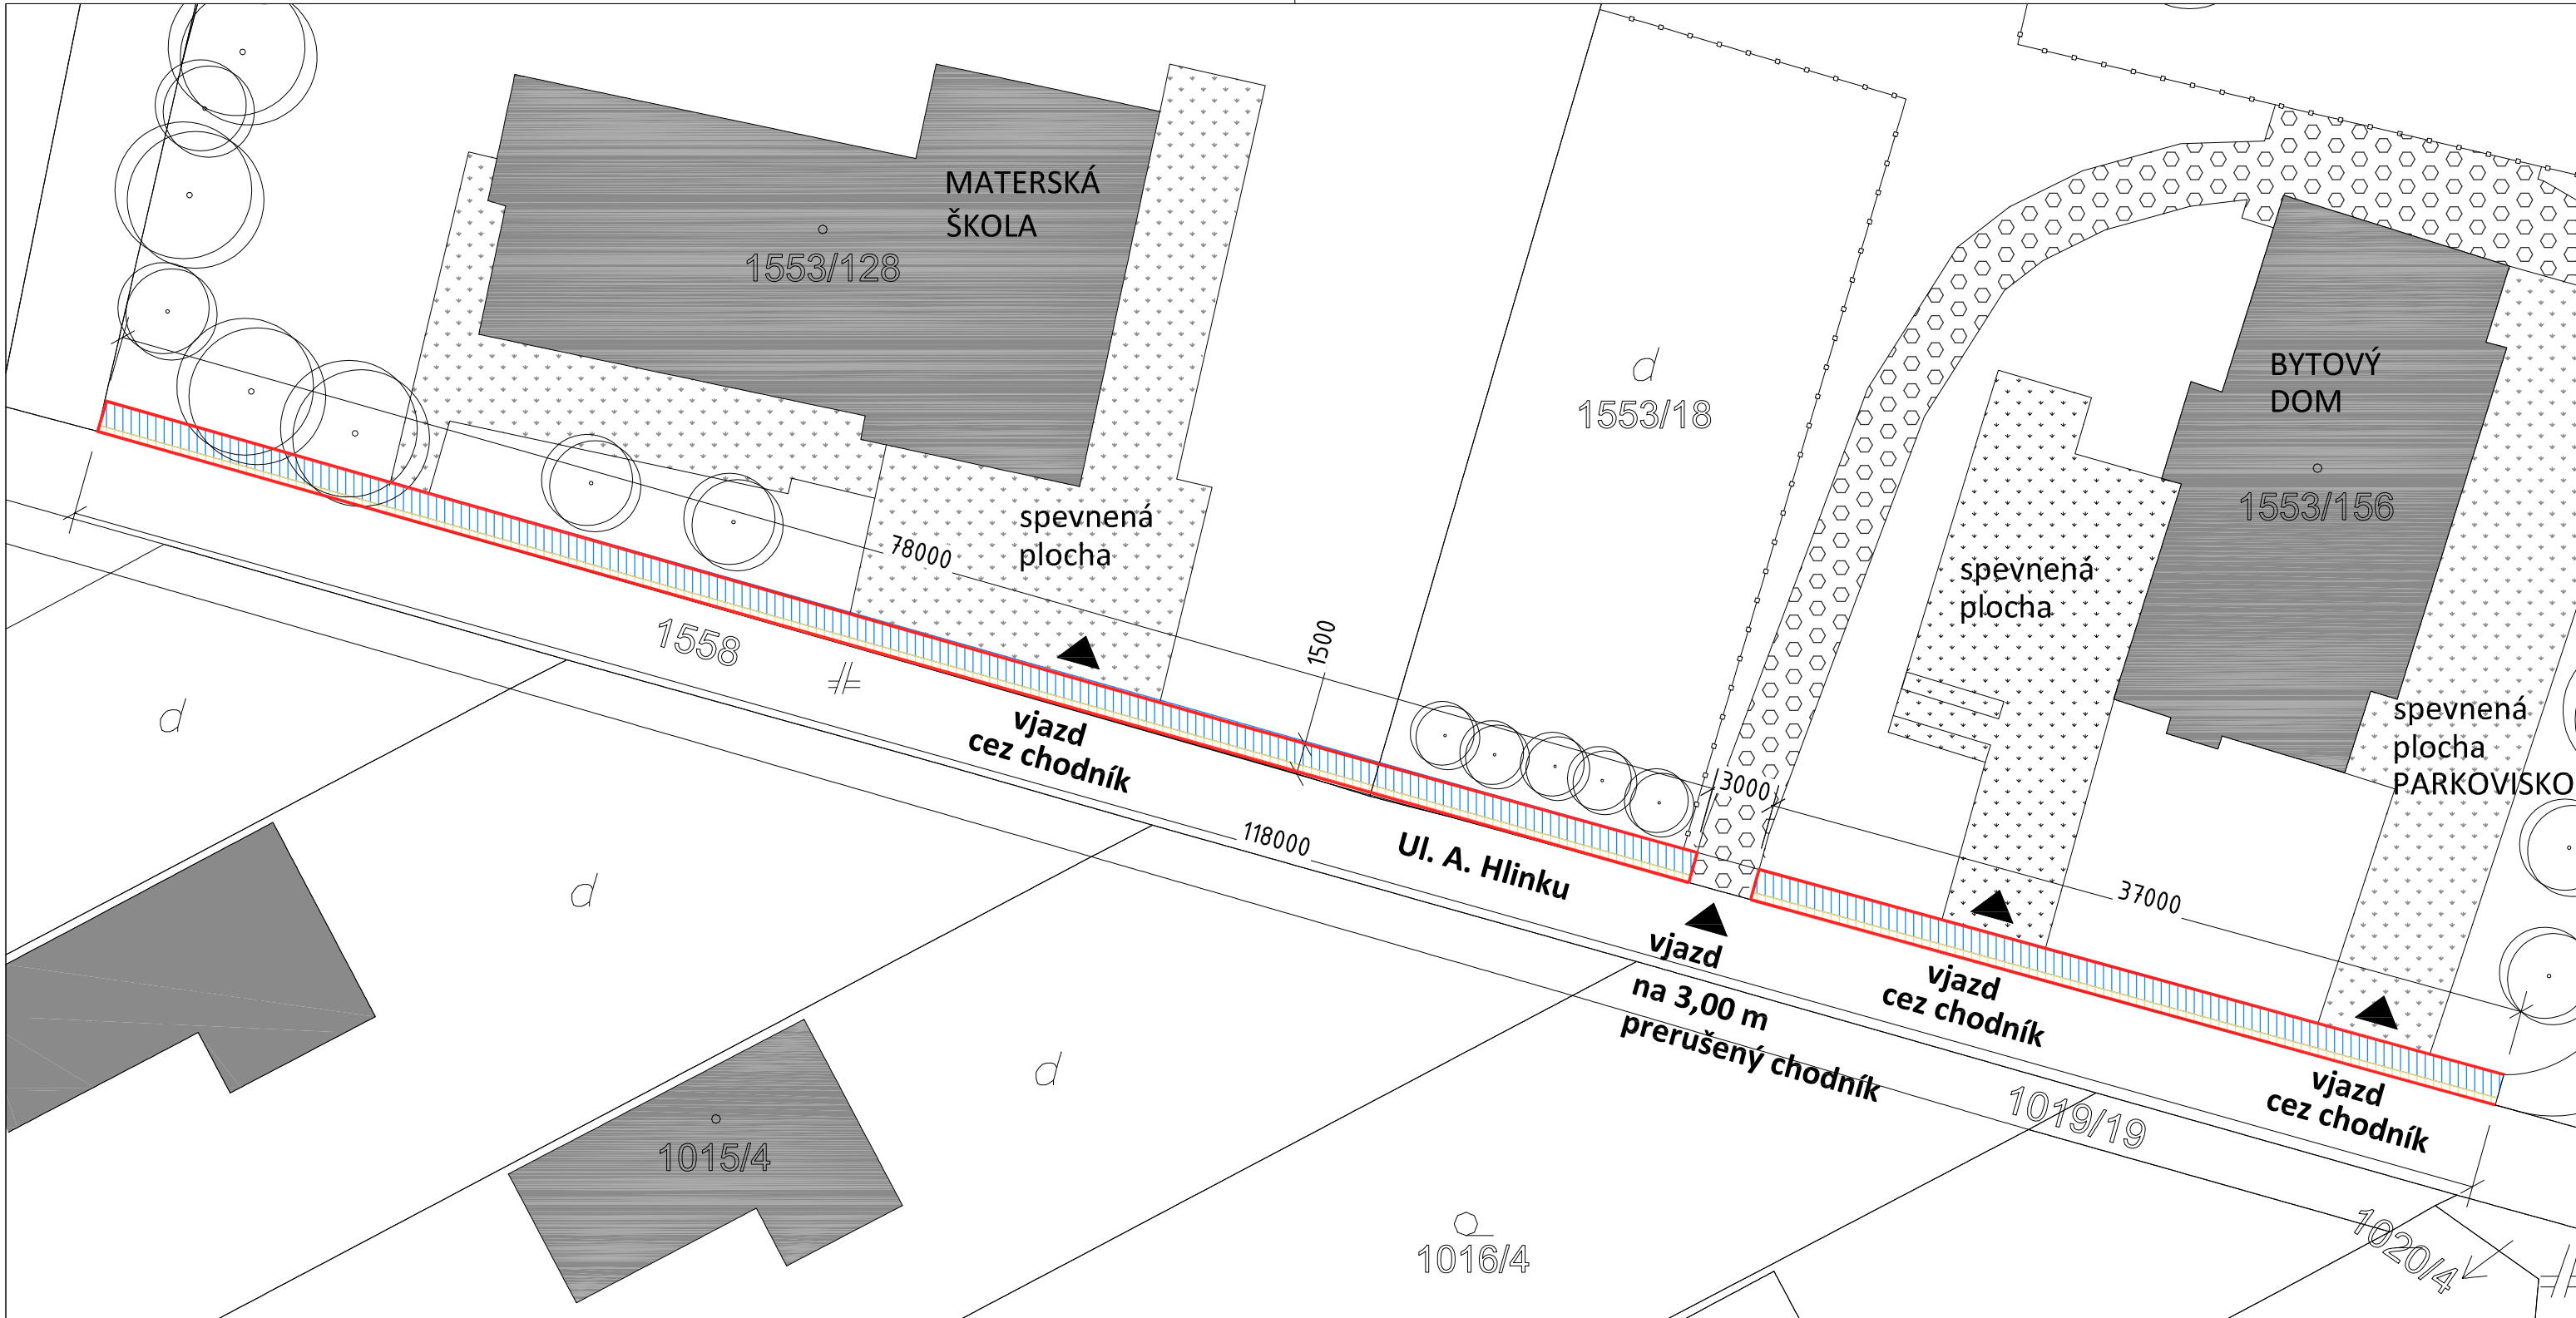 MATERSKÁ
ŠKOLA
1553/128
d
1553/18
BYTOVÝ
DOM
1553/156
spevnená
plocha
78000
spevnená
plocha
1558
1500
spevnená
plocha
PARKOVISKO
d
vjazd
cez chodník
3000
118000
Ul. A. Hlinku
37000
d
vjazd
na 3,00 m
prerušený chodník
vjazd
cez chodník
d
vjazd
cez chodník
1019/19
1015/4
1016/4
1020/4